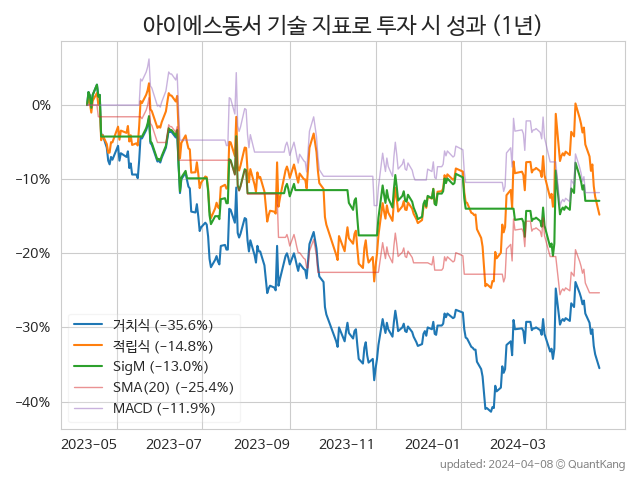 아이에스동서 기술 지표로 투자 시 성과 (1년)
0%
−10%
−20%
−30%
−40%
거치식 (−35.6%)
적립식 (−14.8%)
SigM (−13.0%)
SMA(20) (−25.4%)
MACD (−11.9%)
2023-05 2023-07 2023-09 2023-11 2024-01 2024-03
updated: 2024-04-08 © QuantKang